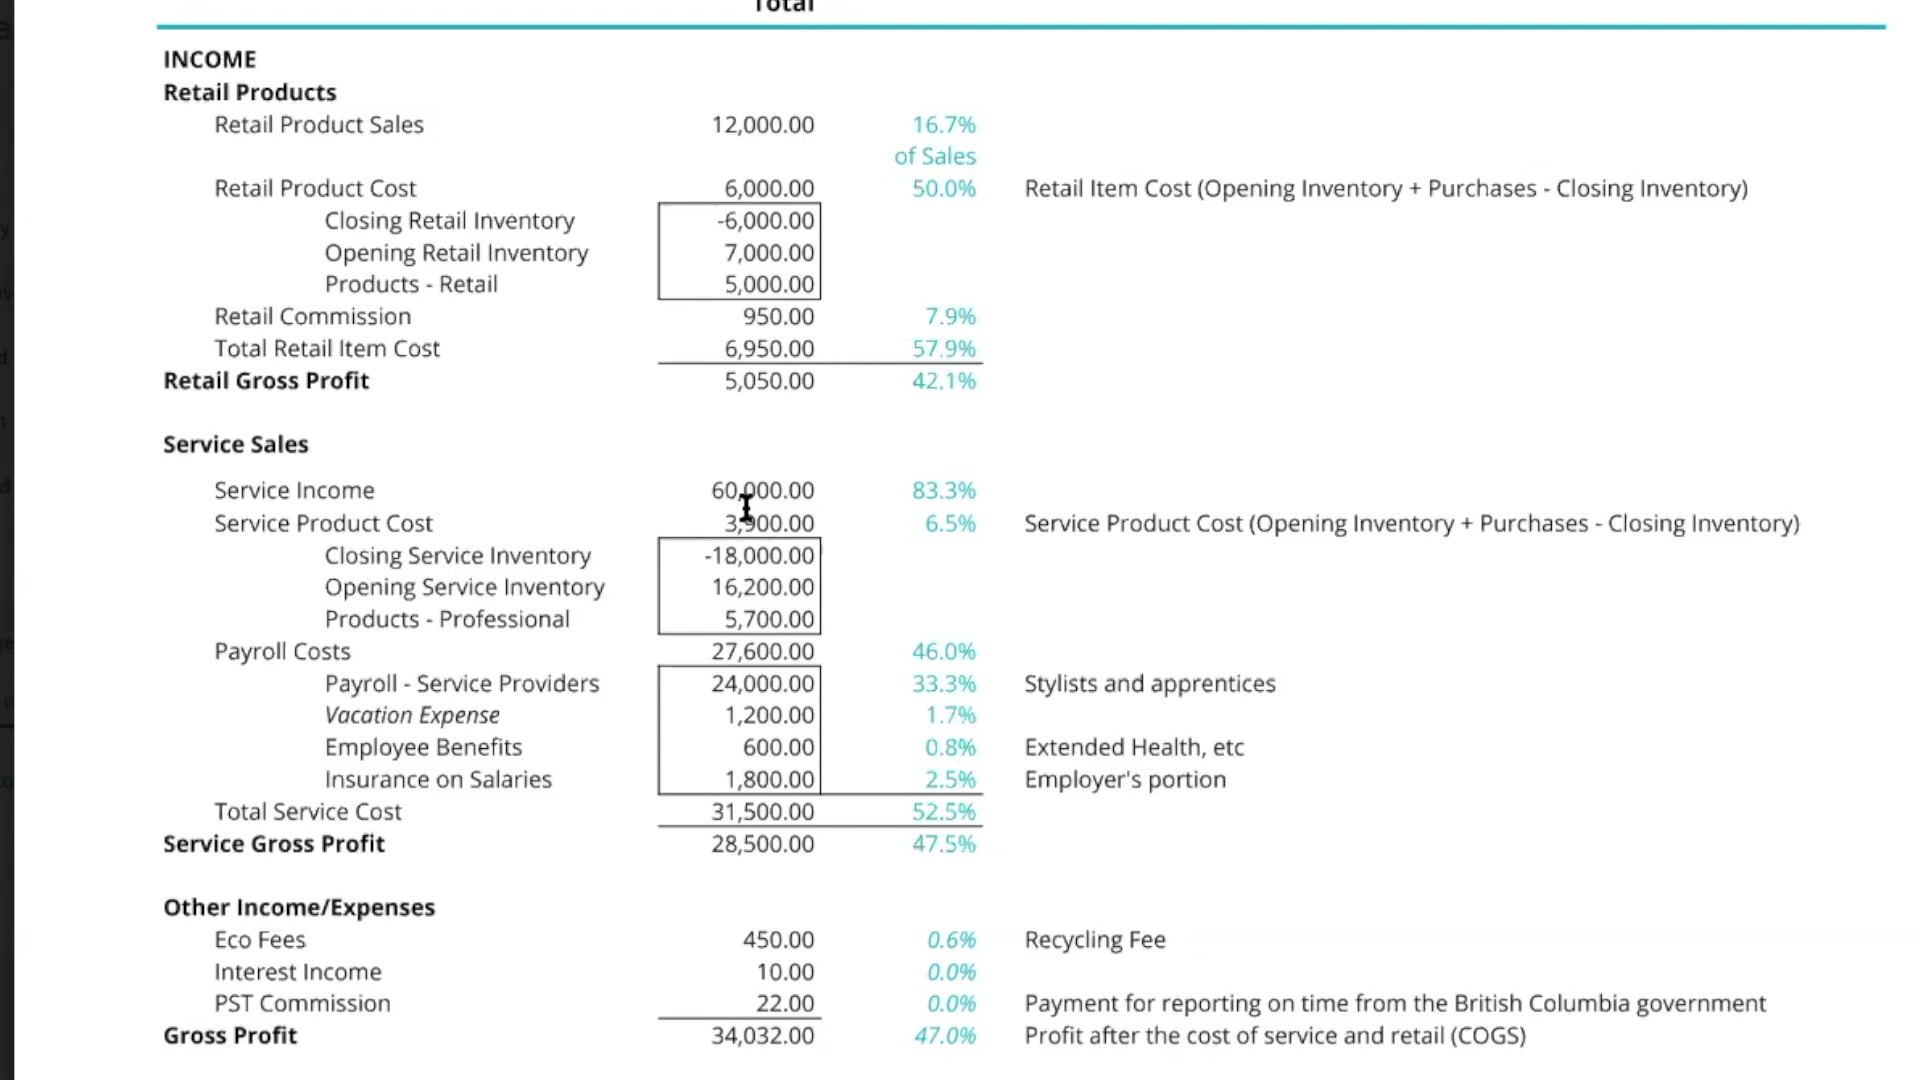 Total
INCOME
Retail Products
Retail Product Sales 12,000.00 16.7%
of Sales
Retail Product Cost 6,000.00 50.0% Retail Item Cost (Opening Inventory + Purchases - Closing Inventory)
Closing Retail Inventory -6,000.00
Opening Retail Inventory 7,000.00
Products - Retail 5,000.00
Retail Commission 950.00 7.9%
Total Retail Item Cost 6,950.00 57.9%
Retail Gross Profit 5,050.00 42.1%
Service Sales
Service Income 60,000.00 83.3%
Service Product Cost 3,900.00 6.5% Service Product Cost (Opening Inventory + Purchases - Closing Inventory)
Closing Service Inventory -18,000.00
Opening Service Inventory 16,200.00
Products - Professional 5,700.00
Payroll Costs 27,600.00 46.0%
Payroll - Service Providers 24,000.00 33.3% Stylists and apprentices
Vacation Expense 1,200.00 1.7%
Employee Benefits 600.00 0.8% Extended Health, etc
Insurance on Salaries 1,800.00 2.5% Employer's portion
Total Service Cost 31,500.00 52.5%
Service Gross Profit 28,500.00 47.5%
Other Income/Expenses
Eco Fees 450.00 0.6% Recycling Fee
Interest Income 10.00 0.0%
PST Commission 22.00 0.0% Payment for reporting on time from the British Columbia government
Gross Profit 34,032.00 47.0% Profit after the cost of service and retail (COGS)